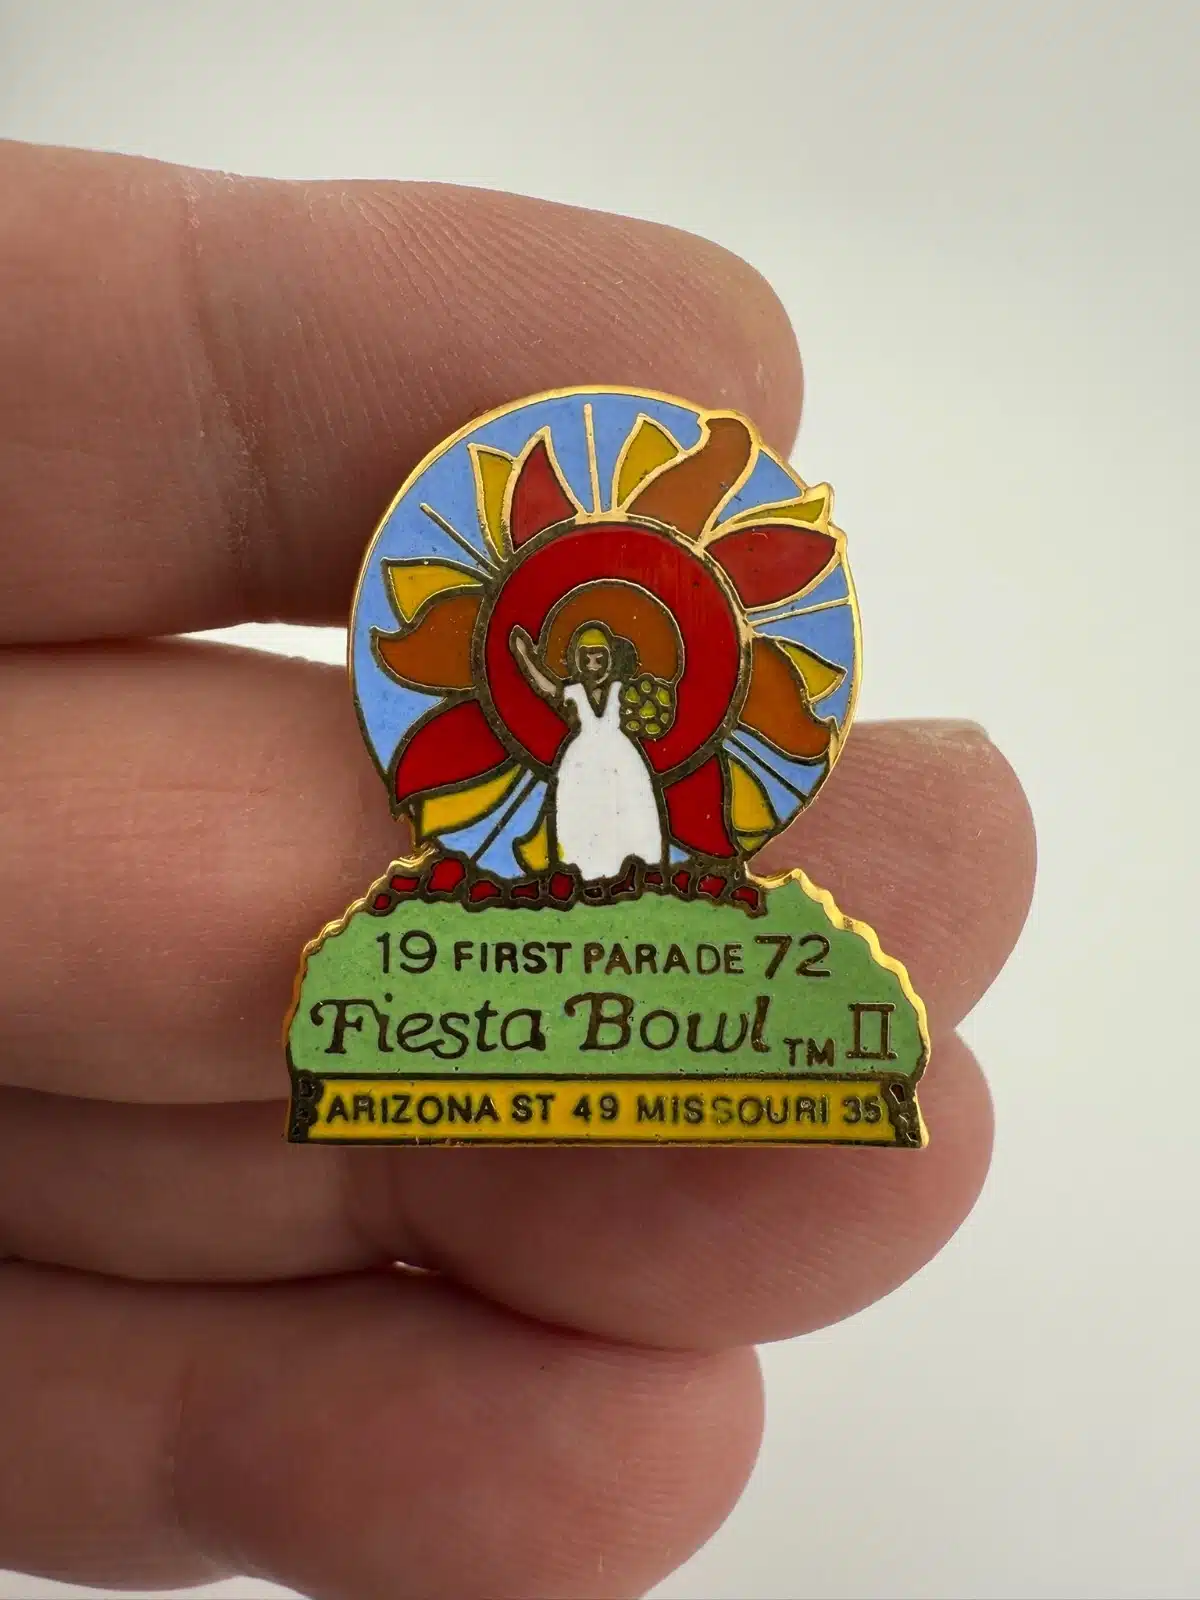 19 FIRST PARADE 72
Fiesta Bowl TM II
ARIZONA ST 49 MISSOURI 35